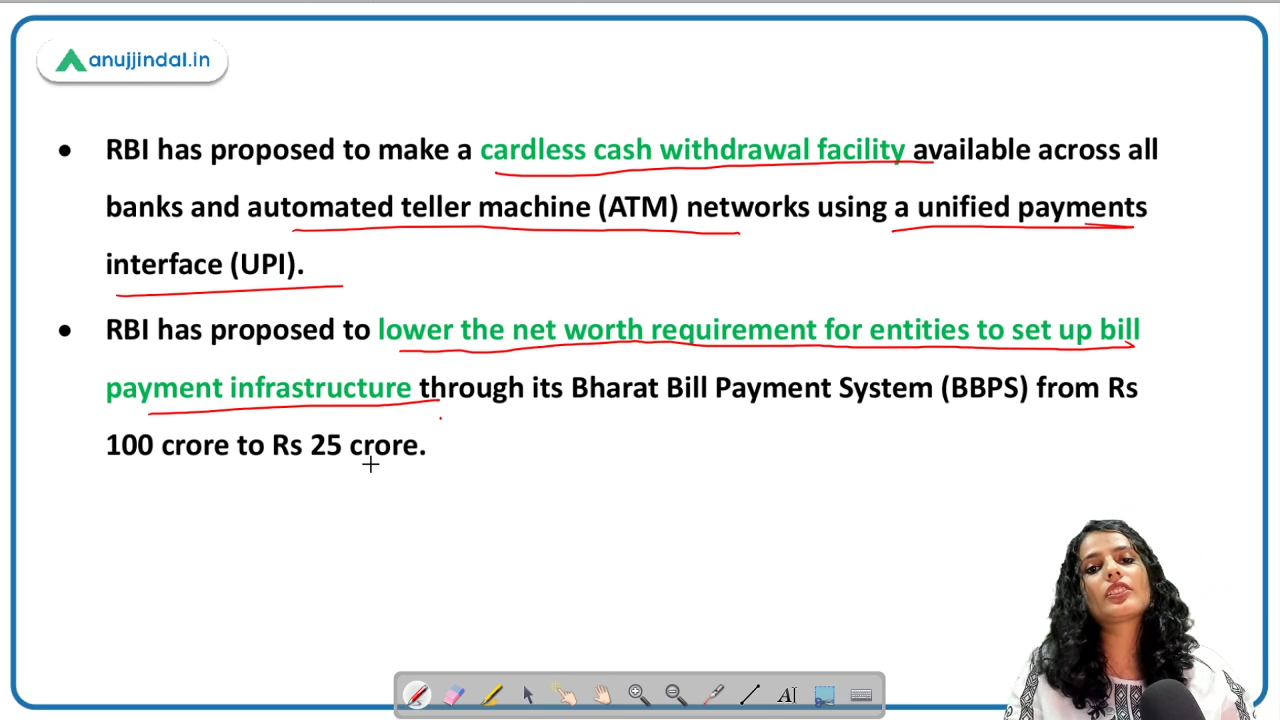 anujjindal.in
• RBI has proposed to make a cardless cash withdrawal facility available across all
banks and automated teller machine (ATM) networks using a unified payments
interface (UPI).
• RBI has proposed to lower the net worth requirement for entities to set up bill
payment infrastructure through its Bharat Bill Payment System (BBPS) from Rs
100 crore to Rs 25 crore.
A